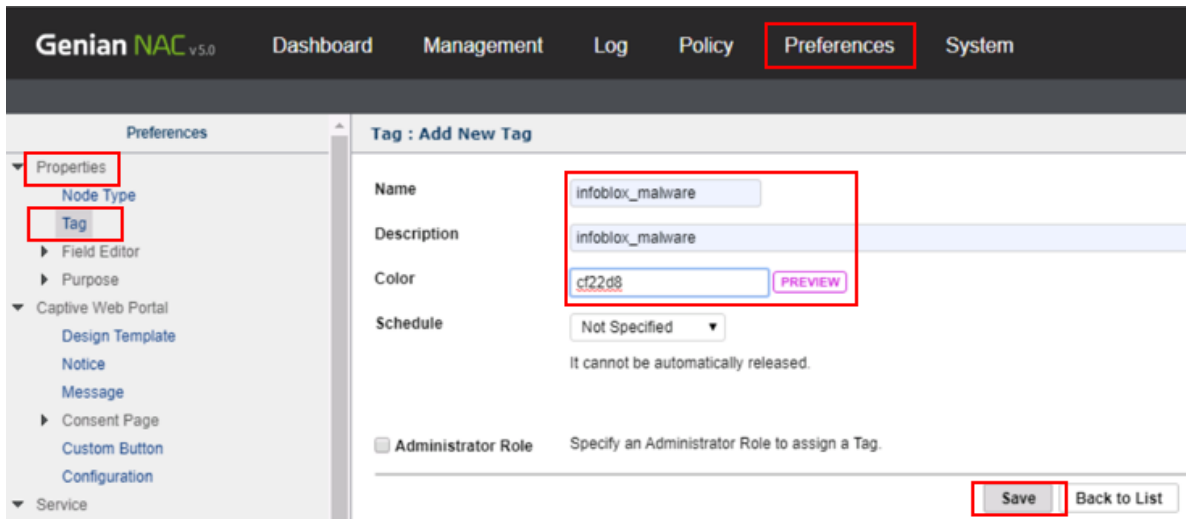 Genian NAC v5.0 Dashboard Management Log Policy Preferences System
Preferences
Properties
Node Type
Tag
Field Editor
Purpose
Captive Web Portal
Design Template
Notice
Message
Consent Page
Custom Button
Configuration
Service
Tag : Add New Tag
Name infoblox_malware
Description infoblox_malware
Color cf22d8 PREVIEW
Schedule Not Specified
It cannot be automatically released.
Administrator Role Specify an Administrator Role to assign a Tag.
Save Back to List